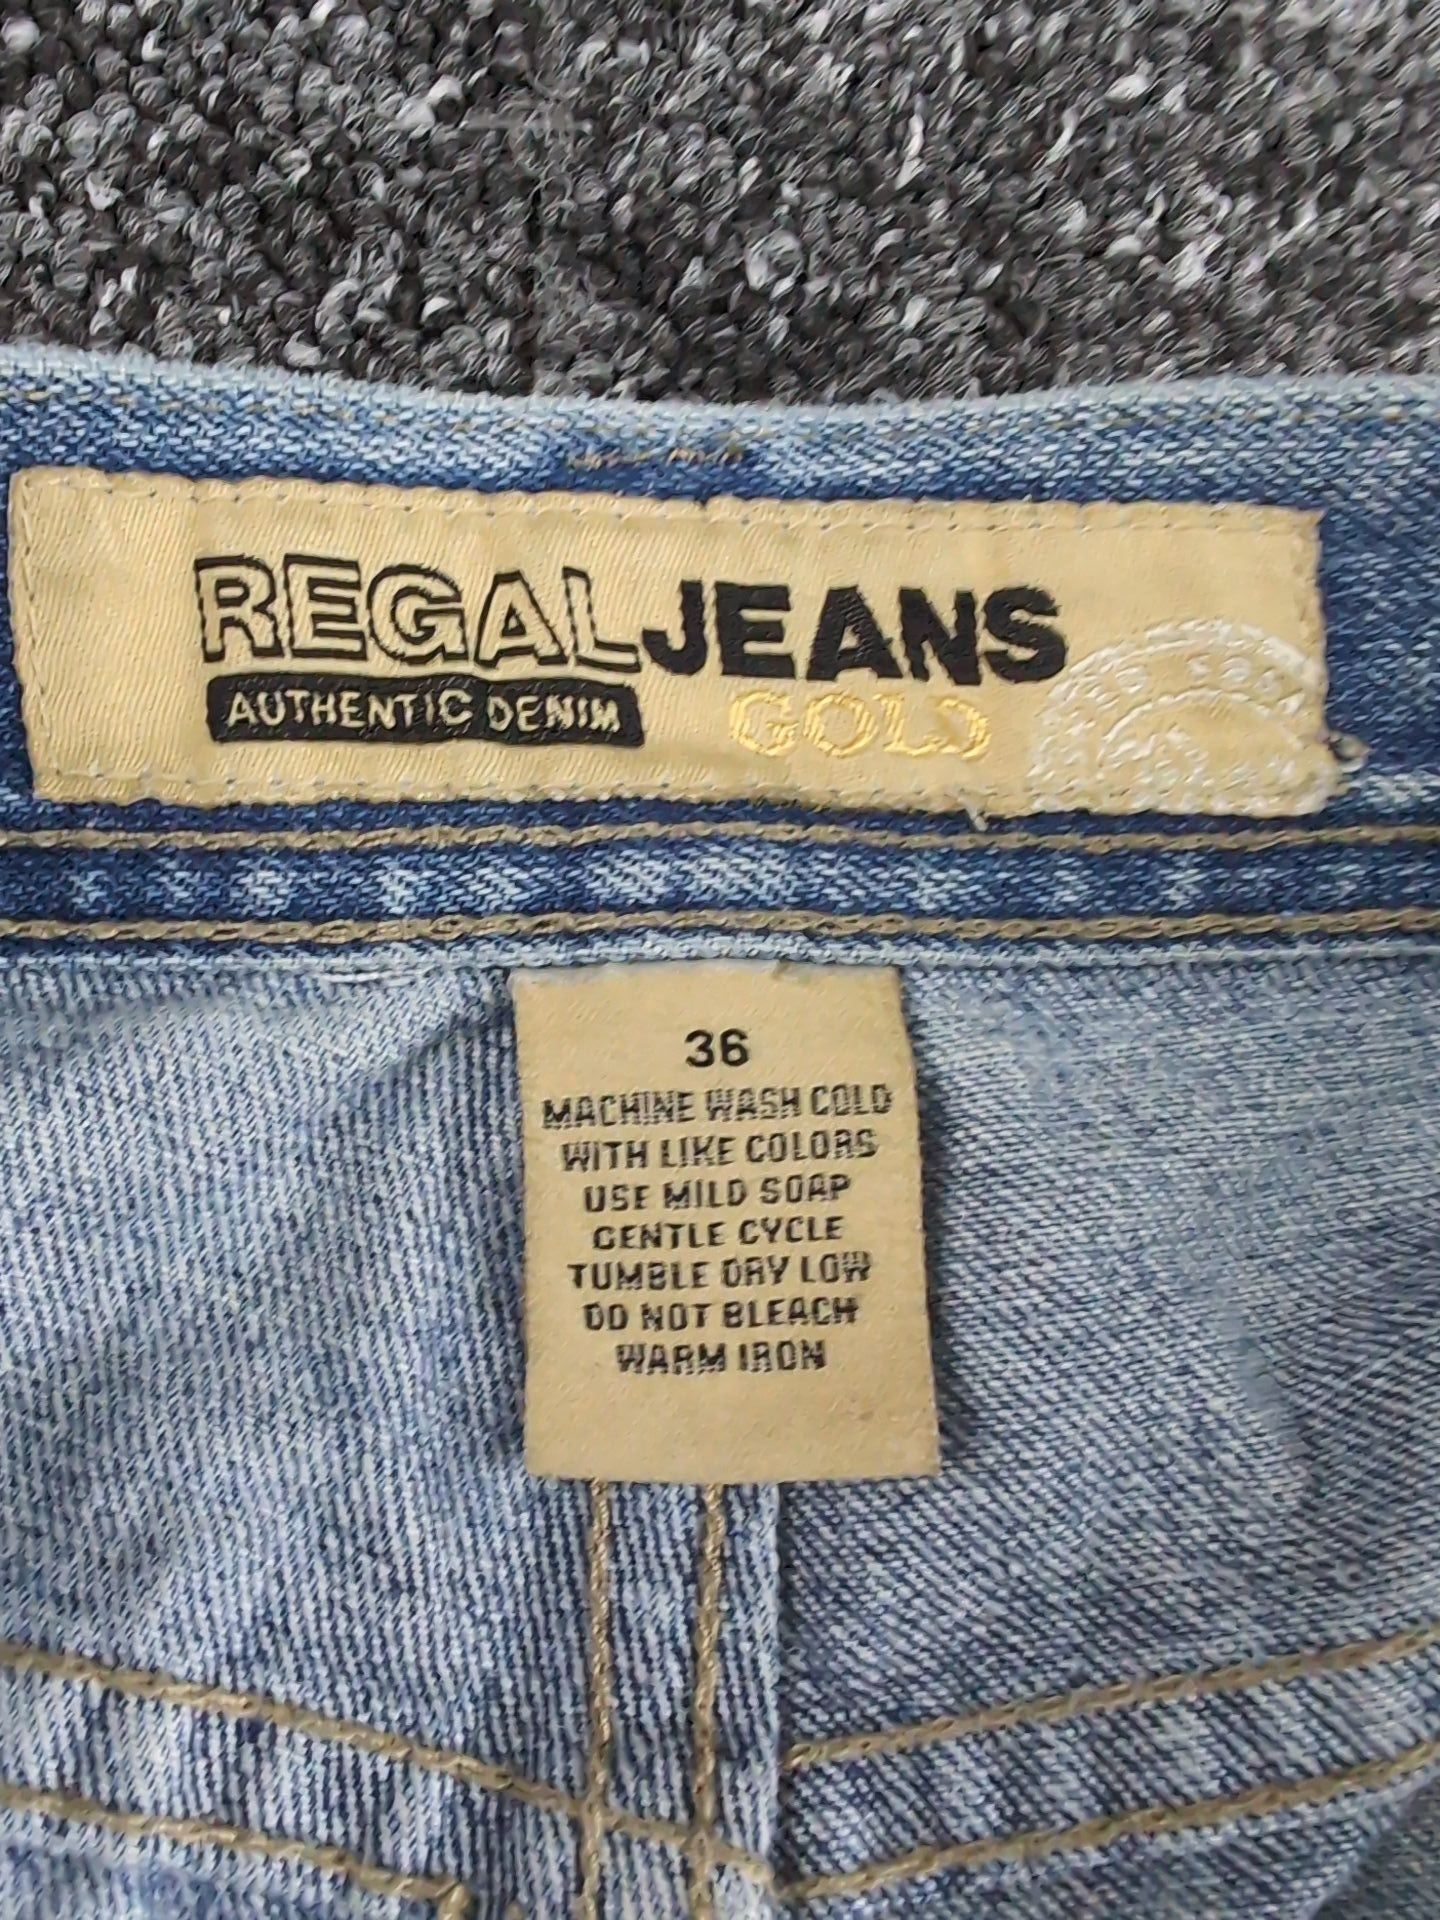 REGAL JEANS
AUTHENTIC DENIM
GOLD
36
MACHINE WASH COLD
WITH LIKE COLORS
USE MILD SOAP
GENTLE CYCLE
TUMBLE DRY LOW
DO NOT BLEACH
WARM IRON